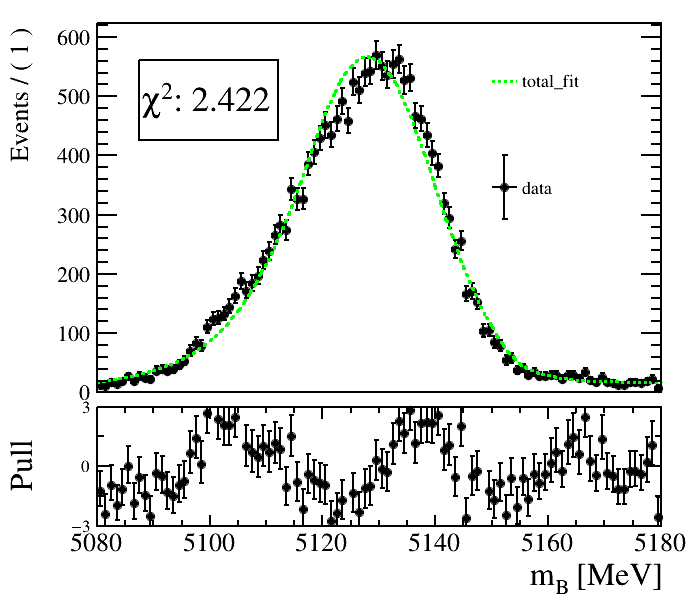 Events / ( 1 )
600
500
400
300
200
100
0
χ²: 2.422
total_fit
data
Pull
3
0
−3
5080 5100 5120 5140 5160 5180
m_B [MeV]